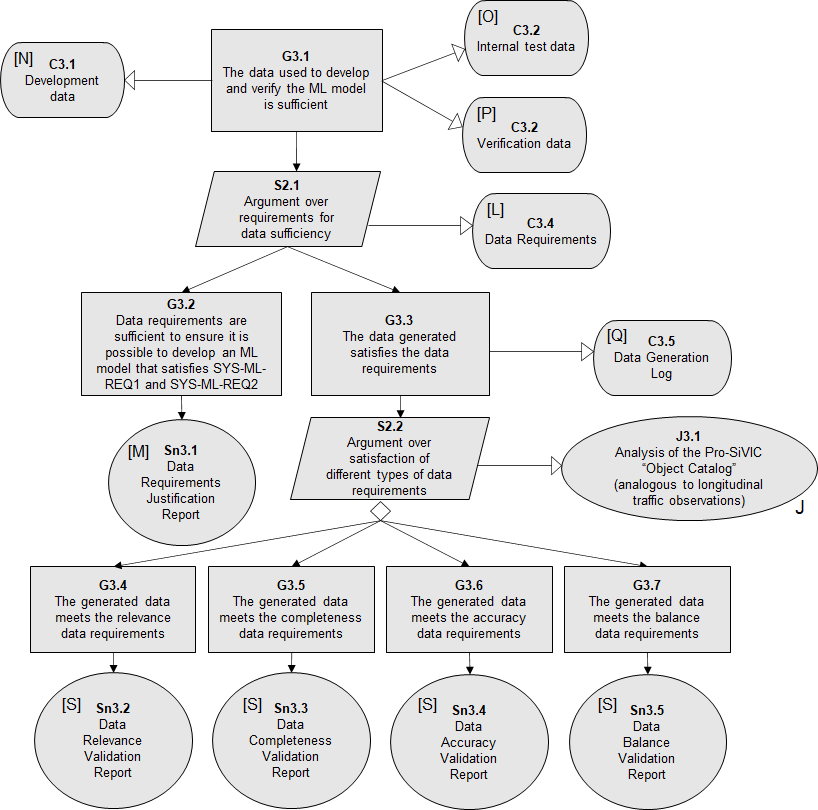 [N]
C3.1
Development
data
G3.1
The data used to develop
and verify the ML model
is sufficient
[O]
C3.2
Internal test data
[P]
C3.2
Verification data
S2.1
Argument over
requirements for
data sufficiency
[L]
C3.4
Data Requirements
G3.2
Data requirements are
sufficient to ensure it is
possible to develop an ML
model that satisfies SYS-ML-
REQ1 and SYS-ML-REQ2
G3.3
The data generated
satisfies the data
requirements
[Q]
C3.5
Data Generation
Log
[M]
Sn3.1
Data
Requirements
Justification
Report
S2.2
Argument over
satisfaction of
different types of data
requirements
J3.1
Analysis of the Pro-SiVIC
“Object Catalog”
(analogous to longitudinal
traffic observations)
J
G3.4
The generated data
meets the relevance
data requirements
G3.5
The generated data
meets the completeness
data requirements
G3.6
The generated data
meets the accuracy
data requirements
G3.7
The generated data
meets the balance
data requirements
[S]
Sn3.2
Data
Relevance
Validation
Report
[S]
Sn3.3
Data
Completeness
Validation
Report
[S]
Sn3.4
Data
Accuracy
Validation
Report
[S]
Sn3.5
Data
Balance
Validation
Report